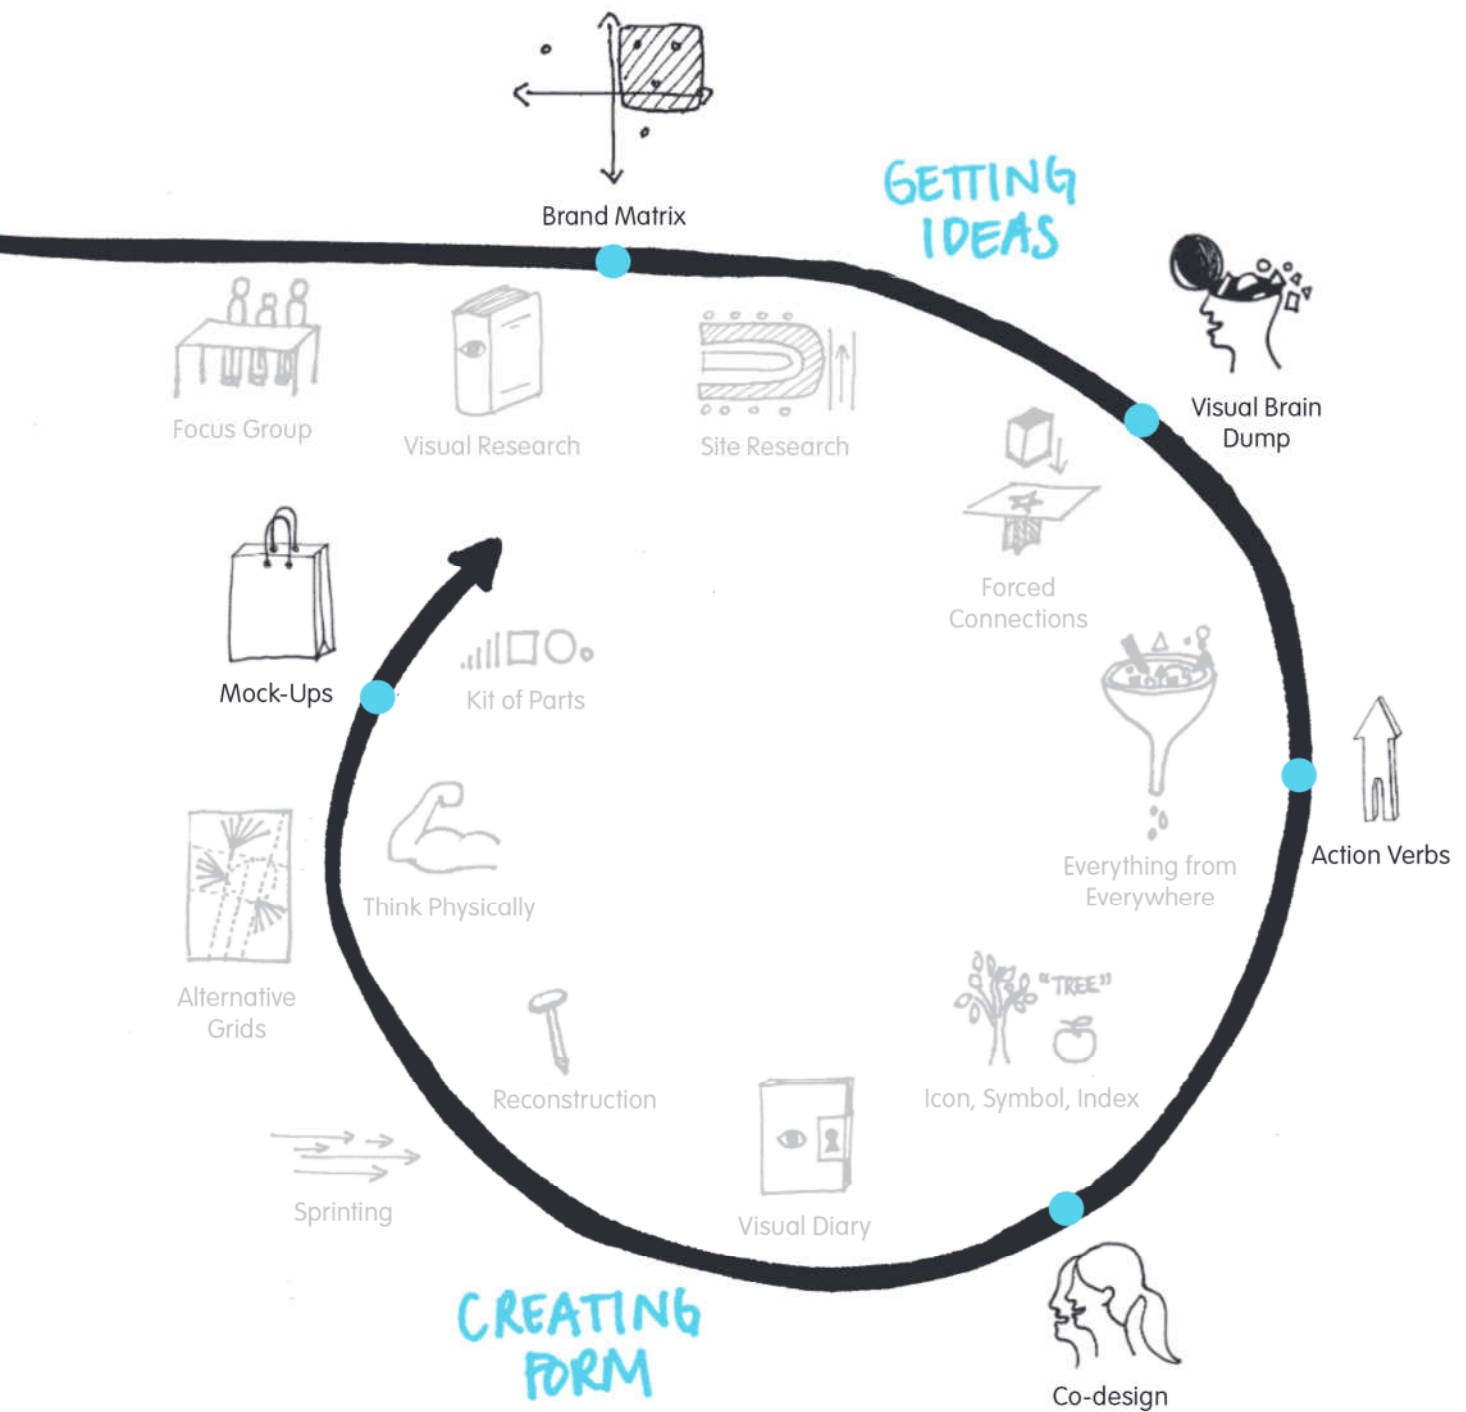 Brand Matrix
GETTING
IDEAS
Visual Brain
Dump
Focus Group
Visual Research
Site Research
Forced
Connections
Mock-Ups
Kit of Parts
Everything from
Everywhere
Action Verbs
Think Physically
Alternative
Grids
"TREE"
Icon, Symbol, Index
Reconstruction
Sprinting
Visual Diary
CREATING
FORM
Co-design